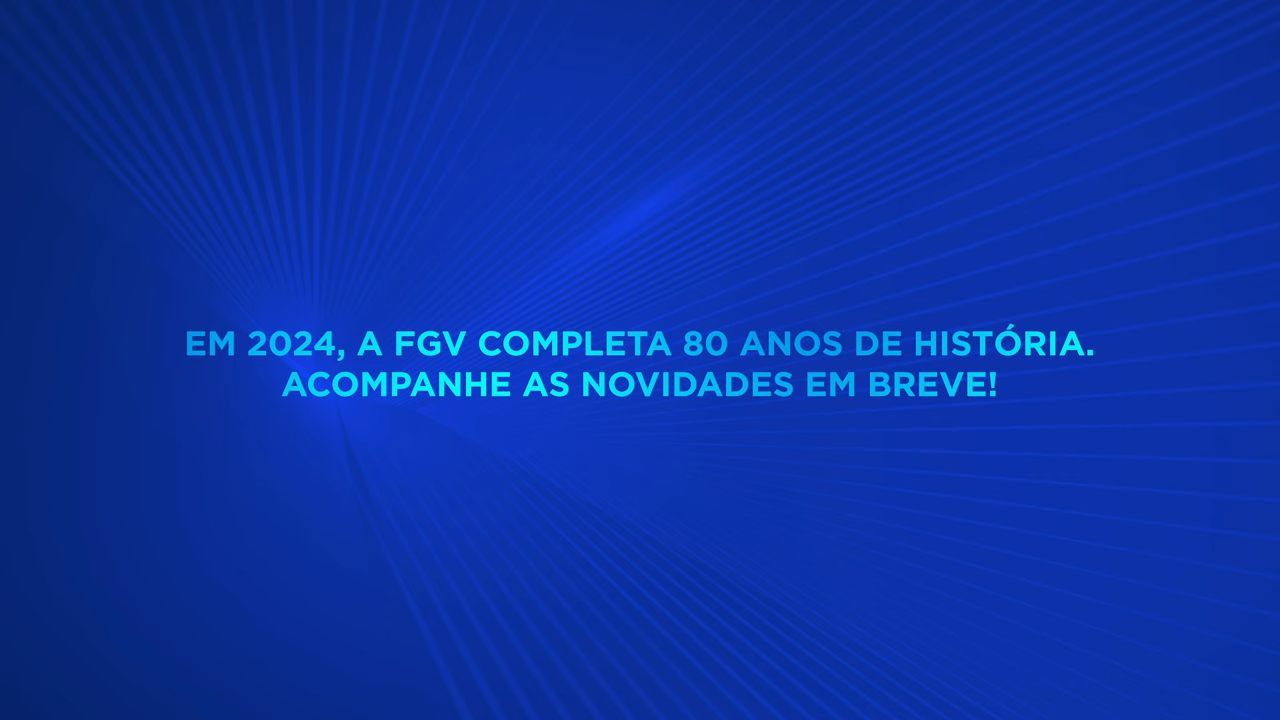 EM 2024, A FGV COMPLETA 80 ANOS DE HISTÓRIA.
ACOMPANHE AS NOVIDADES EM BREVE!